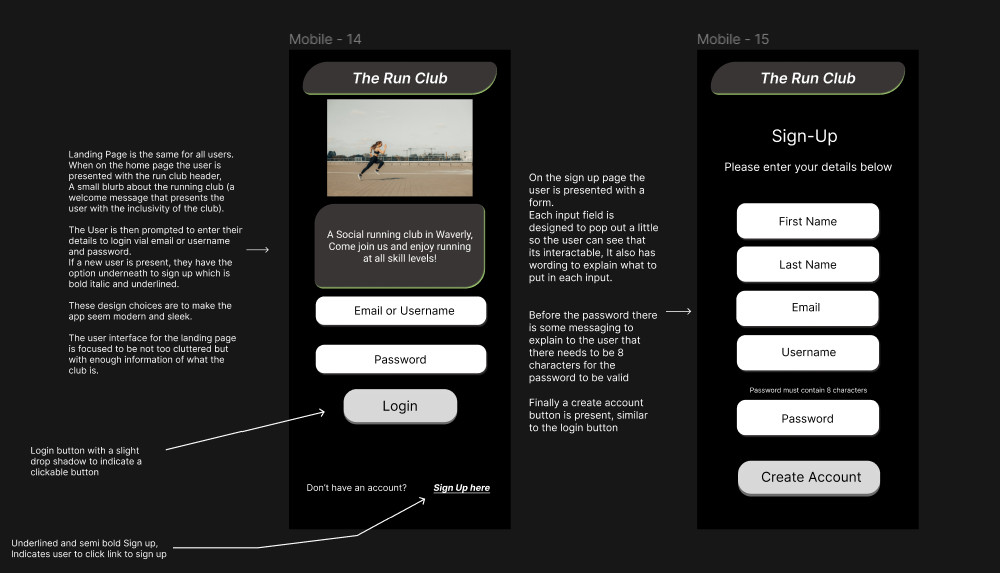 Mobile - 14
Mobile - 15
The Run Club
The Run Club
Landing Page is the same for all users.
When on the home page the user is
presented with the run club header,
A small blurb about the running club (a
welcome message that presents the
user with the inclusivity of the club).
The User is then prompted to enter their
details to login vial email or username
and password.
If a new user is present, they have the
option underneath to sign up which is
bold italic and underlined.
These design choices are to make the
app seem modern and sleek.
The user interface for the landing page
is focused to be not too cluttered but
with enough information of what the
club is.
A Social running club in Waverly,
Come join us and enjoy running
at all skill levels!
Email or Username
Password
Login
Don't have an account?
Sign Up here
Login button with a slight
drop shadow to indicate a
clickable button
Underlined and semi bold Sign up,
Indicates user to click link to sign up
On the sign up page the
user is presented with a
form.
Each input field is
designed to pop out a little
so the user can see that
its interactable, It also has
wording to explain what to
put in each input.
Before the password there
is some messaging to
explain to the user that
there needs to be 8
characters for the
password to be valid
Finally a create account
button is present, similar
to the login button
Sign-Up
Please enter your details below
First Name
Last Name
Email
Username
Password must contain 8 characters
Password
Create Account